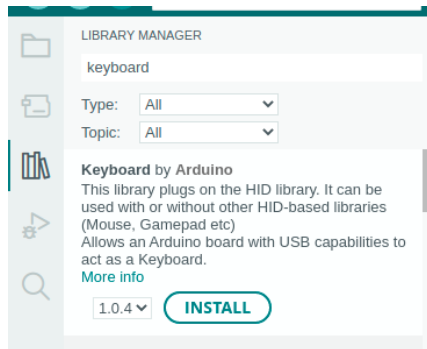 LIBRARY MANAGER
keyboard
Type: All
Topic: All
Keyboard by Arduino
This library plugs on the HID library. It can be
used with or without other HID-based libraries
(Mouse, Gamepad etc)
Allows an Arduino board with USB capabilities to
act as a Keyboard.
More info
1.0.4 INSTALL